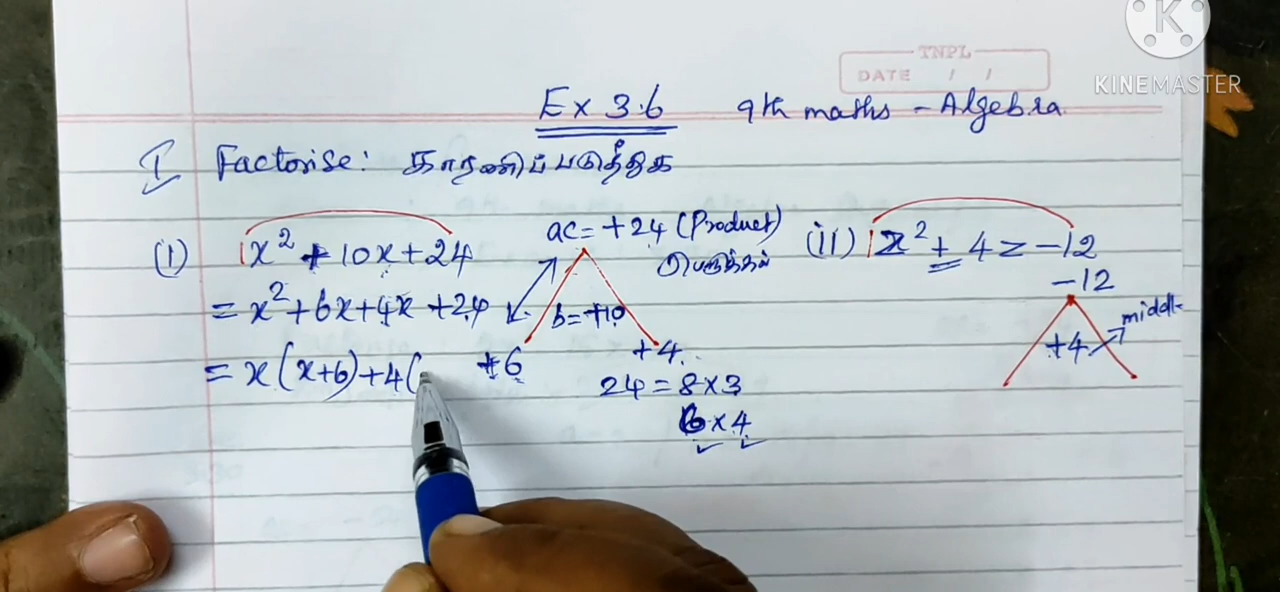 K
KINEMASTER
TNPL
DATE / /
Ex 3.6 9th maths - Algebra
I Factorise: காரணிப்படுத்துக
(i) x² + 10x + 24
= x² + 6x + 4x + 24
= x (x+6) + 4 (
ac = +24 (Product)
பெருக்கல்
b = +10
+6 +4
24 = 8 × 3
6 × 4
(ii) z² + 4z - 12
-12
+4 middle